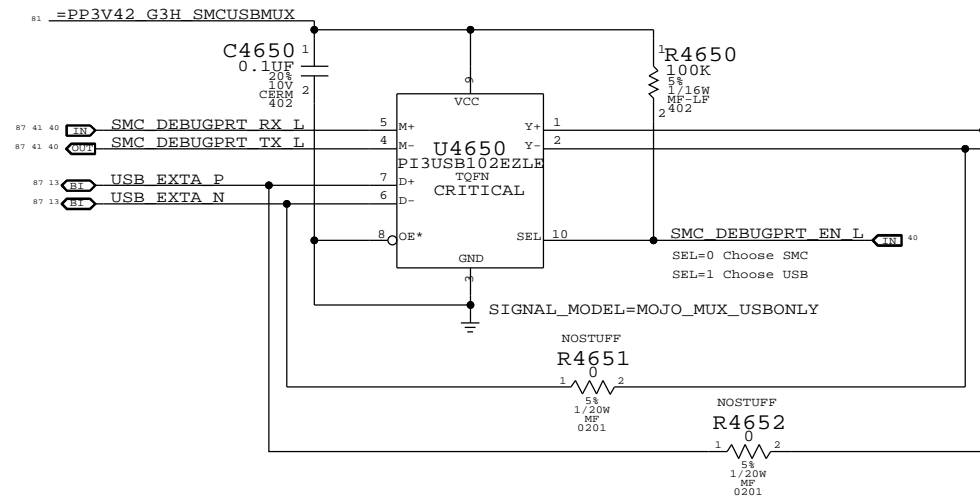 81 =PP3V42_G3H_SMCUSBMUX
C4650 1
0.1UF
20%
10V 2
CERM
402
1 R4650
100K
5%
1/16W
MF-LF
2 402
9
VCC
87 41 40 IN SMC_DEBUGPRT_RX_L 5 M+ Y+ 1
87 41 40 OUT SMC_DEBUGPRT_TX_L 4 M- Y- 2
U4650
PI3USB102EZLE
TQFN
CRITICAL
87 13 BI USB_EXTA_P 7 D+
87 13 BI USB_EXTA_N 6 D-
8 OE* SEL 10 SMC_DEBUGPRT_EN_L IN 40
SEL=0 Choose SMC
SEL=1 Choose USB
GND
3
SIGNAL_MODEL=MOJO_MUX_USBONLY
NOSTUFF
R4651
0
1 2
5%
1/20W
MF
0201
NOSTUFF
R4652
0
1 2
5%
1/20W
MF
0201